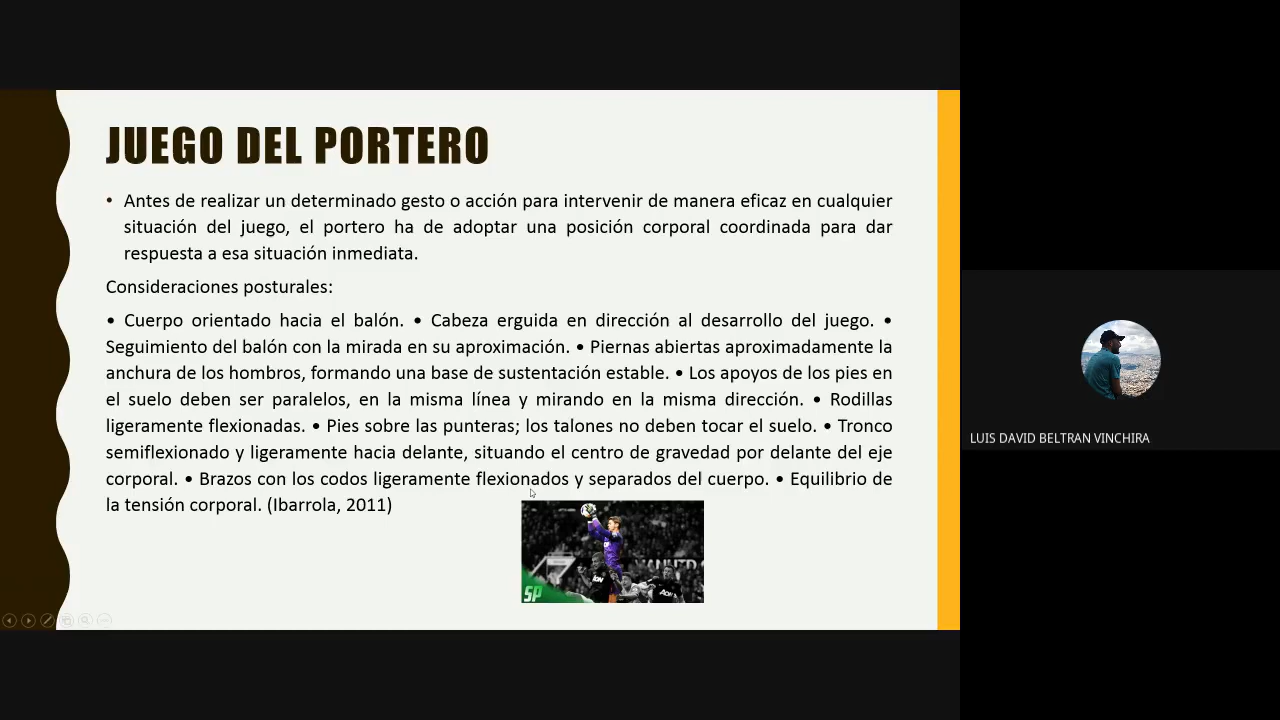 JUEGO DEL PORTERO
• Antes de realizar un determinado gesto o acción para intervenir de manera eficaz en cualquier
situación del juego, el portero ha de adoptar una posición corporal coordinada para dar
respuesta a esa situación inmediata.
Consideraciones posturales:
• Cuerpo orientado hacia el balón. • Cabeza erguida en dirección al desarrollo del juego. •
Seguimiento del balón con la mirada en su aproximación. • Piernas abiertas aproximadamente la
anchura de los hombros, formando una base de sustentación estable. • Los apoyos de los pies en
el suelo deben ser paralelos, en la misma línea y mirando en la misma dirección. • Rodillas
ligeramente flexionadas. • Pies sobre las punteras; los talones no deben tocar el suelo. • Tronco
semiflexionado y ligeramente hacia delante, situando el centro de gravedad por delante del eje
corporal. • Brazos con los codos ligeramente flexionados y separados del cuerpo. • Equilibrio de
la tensión corporal. (Ibarrola, 2011)
SP
AON
AON
LUIS DAVID BELTRAN VINCHIRA